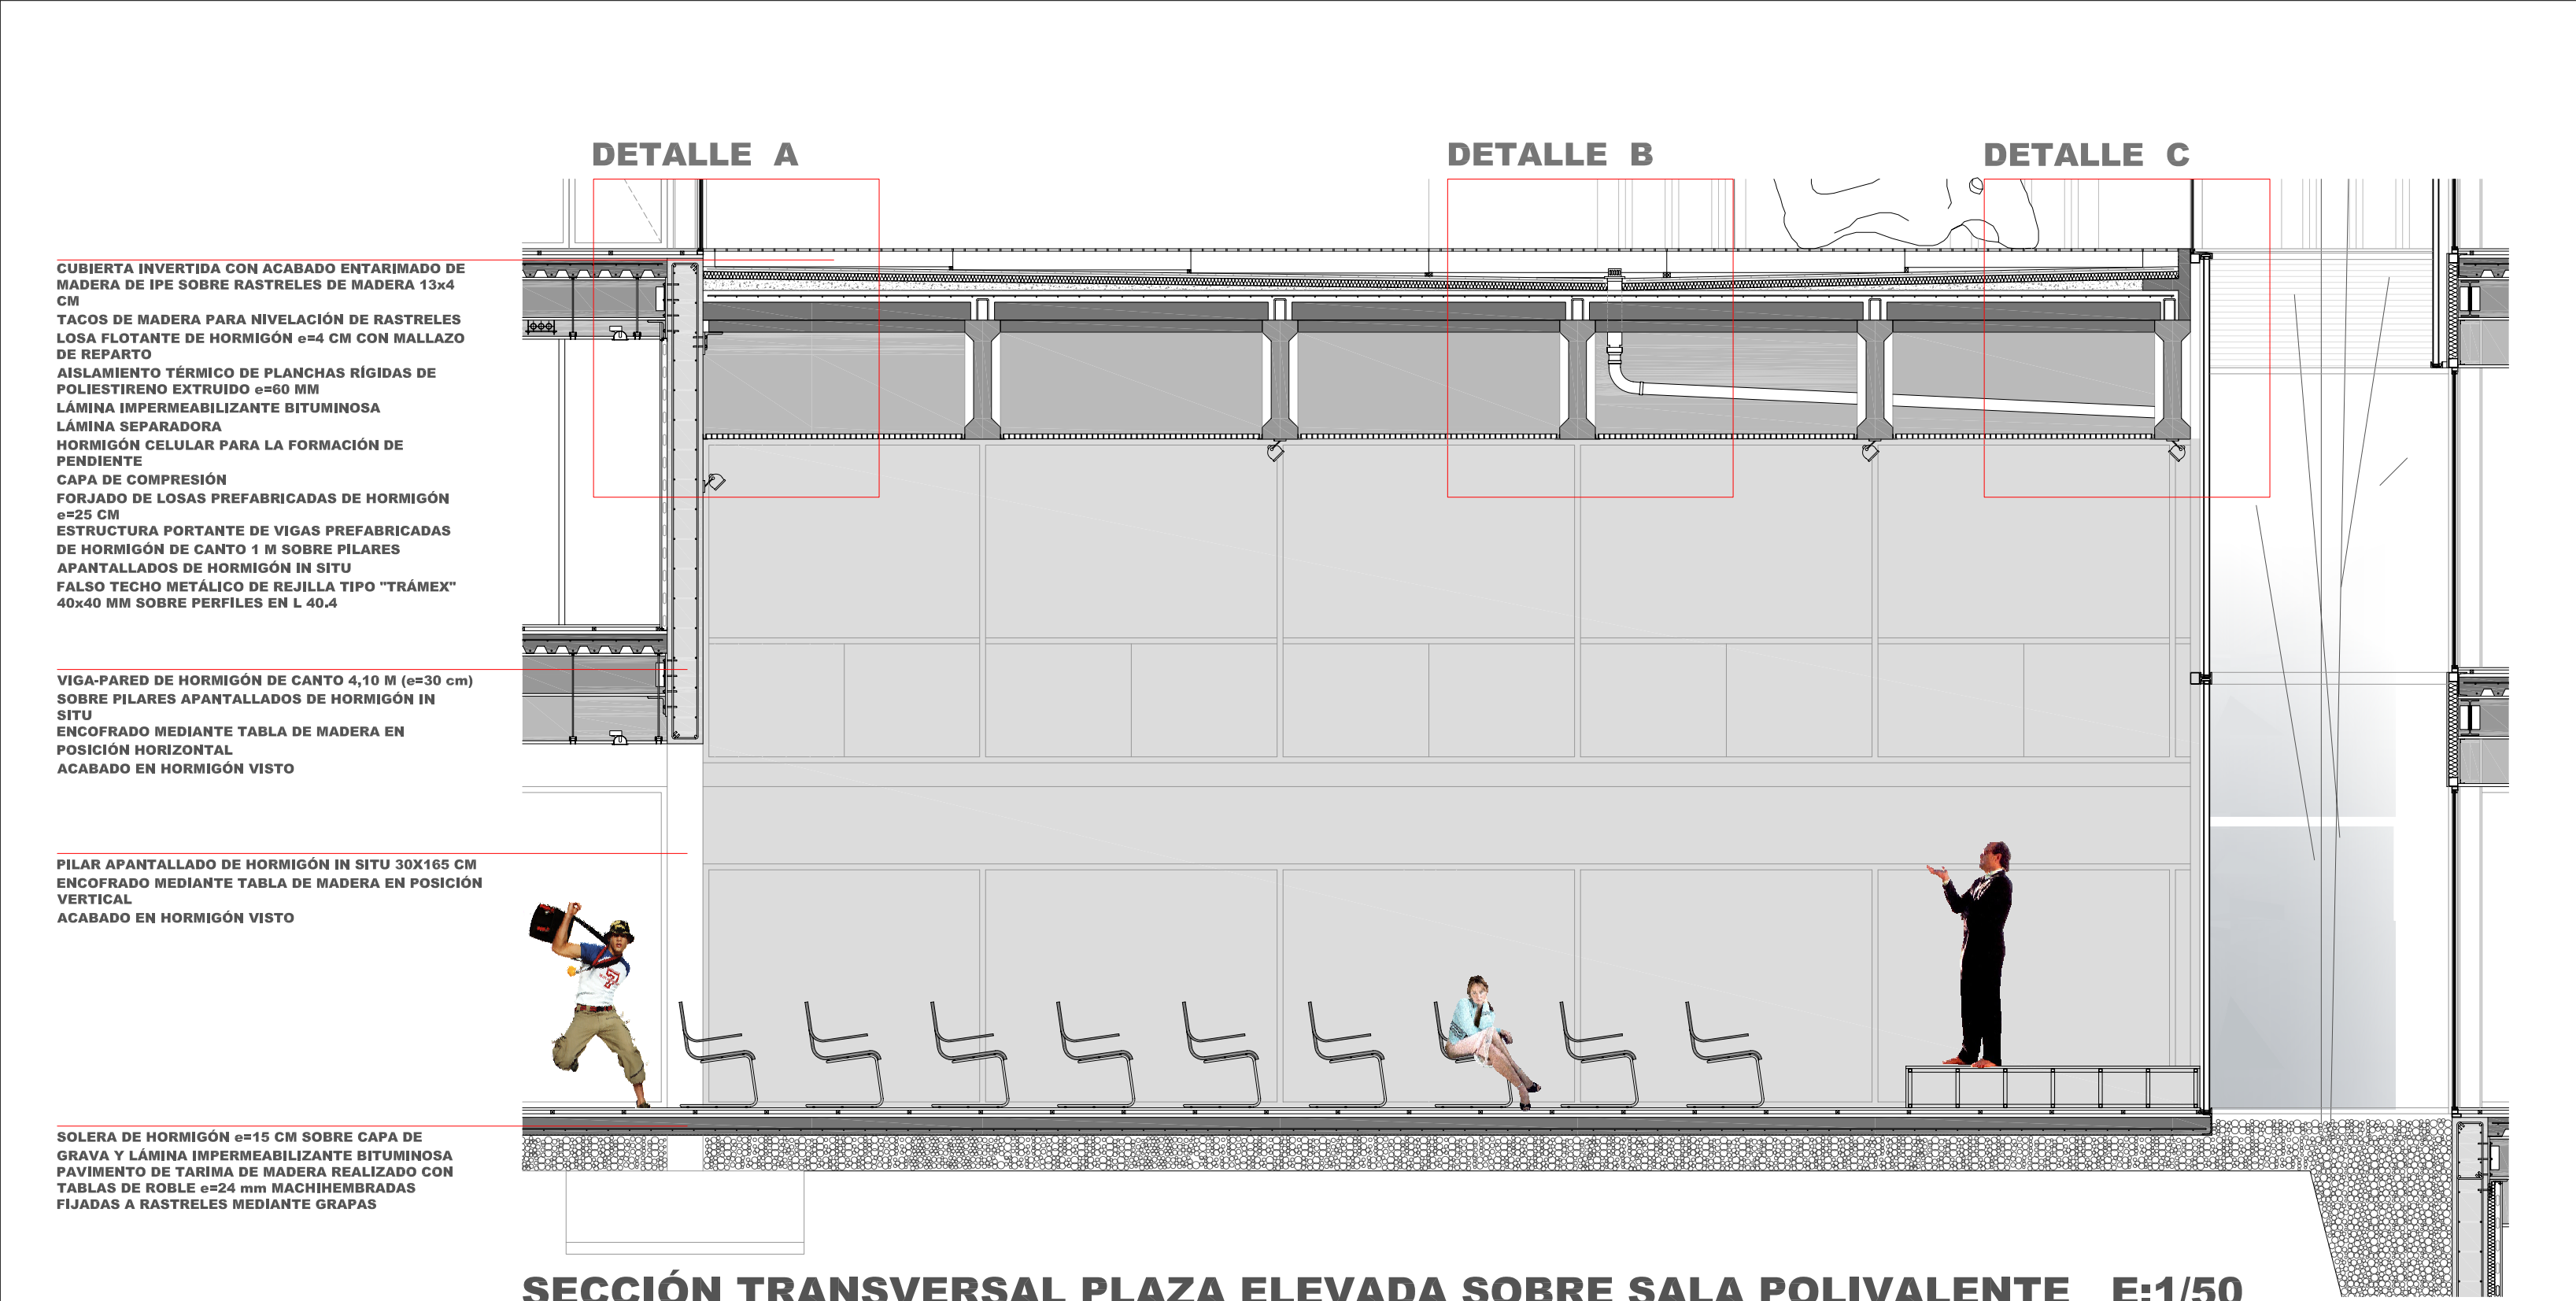 DETALLE A
DETALLE B
DETALLE C
CUBIERTA INVERTIDA CON ACABADO ENTARIMADO DE
MADERA DE IPE SOBRE RASTRELES DE MADERA 13x4
CM
TACOS DE MADERA PARA NIVELACIÓN DE RASTRELES
LOSA FLOTANTE DE HORMIGÓN e=4 CM CON MALLAZO
DE REPARTO
AISLAMIENTO TÉRMICO DE PLANCHAS RÍGIDAS DE
POLIESTIRENO EXTRUIDO e=60 MM
LÁMINA IMPERMEABILIZANTE BITUMINOSA
LÁMINA SEPARADORA
HORMIGÓN CELULAR PARA LA FORMACIÓN DE
PENDIENTE
CAPA DE COMPRESIÓN
FORJADO DE LOSAS PREFABRICADAS DE HORMIGÓN
e=25 CM
ESTRUCTURA PORTANTE DE VIGAS PREFABRICADAS
DE HORMIGÓN DE CANTO 1 M SOBRE PILARES
APANTALLADOS DE HORMIGÓN IN SITU
FALSO TECHO METÁLICO DE REJILLA TIPO "TRÁMEX"
40x40 MM SOBRE PERFILES EN L 40.4
VIGA-PARED DE HORMIGÓN DE CANTO 4,10 M (e=30 cm)
SOBRE PILARES APANTALLADOS DE HORMIGÓN IN
SITU
ENCOFRADO MEDIANTE TABLA DE MADERA EN
POSICIÓN HORIZONTAL
ACABADO EN HORMIGÓN VISTO
PILAR APANTALLADO DE HORMIGÓN IN SITU 30X165 CM
ENCOFRADO MEDIANTE TABLA DE MADERA EN POSICIÓN
VERTICAL
ACABADO EN HORMIGÓN VISTO
SOLERA DE HORMIGÓN e=15 CM SOBRE CAPA DE
GRAVA Y LÁMINA IMPERMEABILIZANTE BITUMINOSA
PAVIMENTO DE TARIMA DE MADERA REALIZADO CON
TABLAS DE ROBLE e=24 mm MACHIHEMBRADAS
FIJADAS A RASTRELES MEDIANTE GRAPAS
SECCIÓN TRANSVERSAL PLAZA ELEVADA SOBRE SALA POLIVALENTE E:1/50